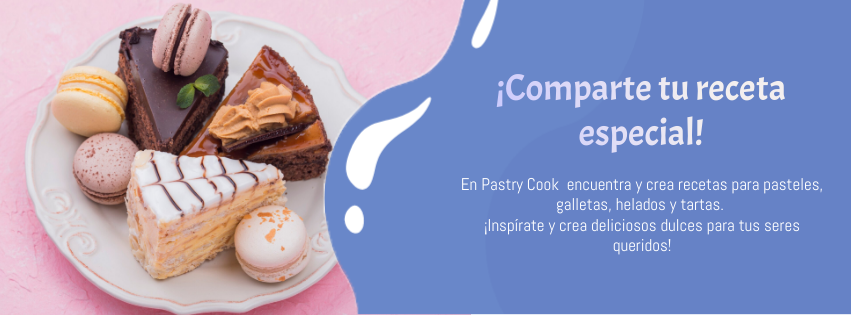 ¡Comparte tu receta
especial!
En Pastry Cook encuentra y crea recetas para pasteles,
galletas, helados y tartas.
¡Inspírate y crea deliciosos dulces para tus seres
queridos!